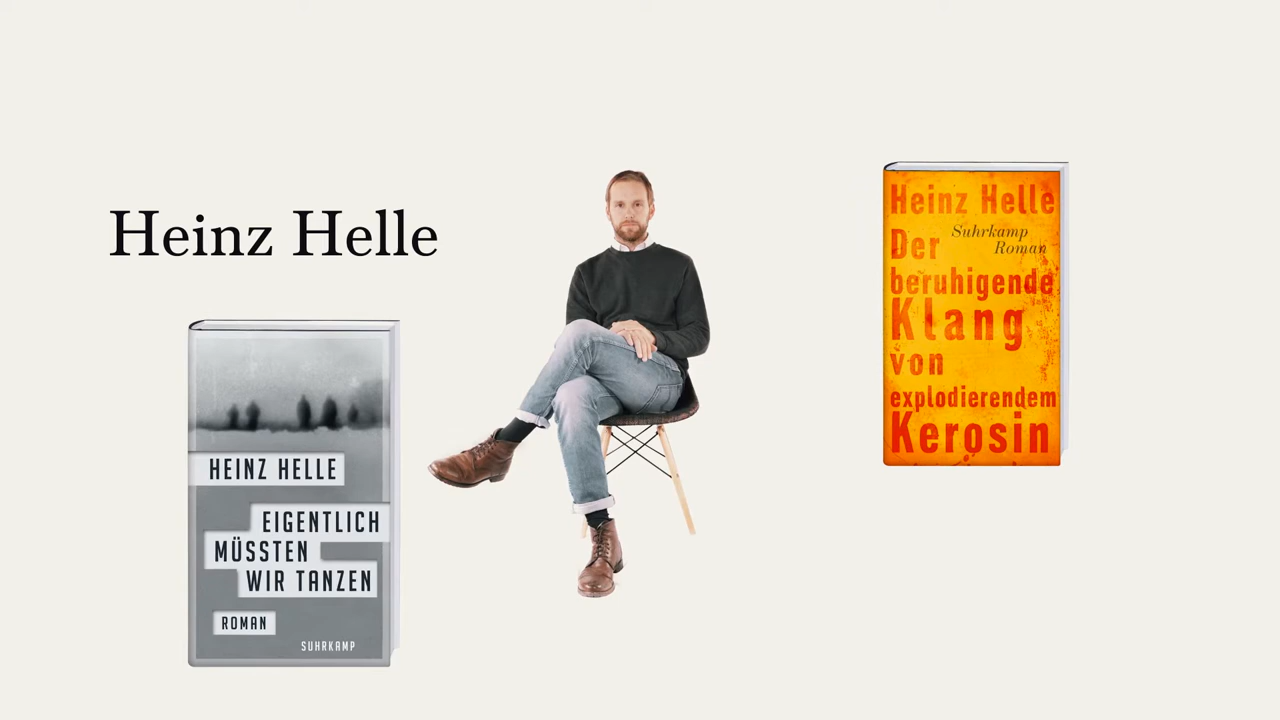 Heinz Helle
HEINZ HELLE
EIGENTLICH
MÜSSTEN
WIR TANZEN
ROMAN
SUHRKAMP
Heinz Helle
Der
Suhrkamp
Roman
beruhigende
Klang
von
explodierendem
Kerosin